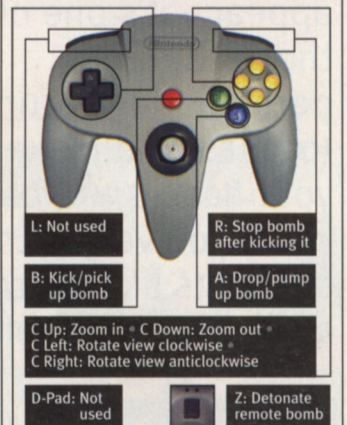 Nintendo
L: Not used
R: Stop bomb
after kicking it
B: Kick/pick
up bomb
A: Drop/pump
up bomb
C Up: Zoom in • C Down: Zoom out •
C Left: Rotate view clockwise •
C Right: Rotate view anticlockwise
D-Pad: Not
used
Z: Detonate
remote bomb